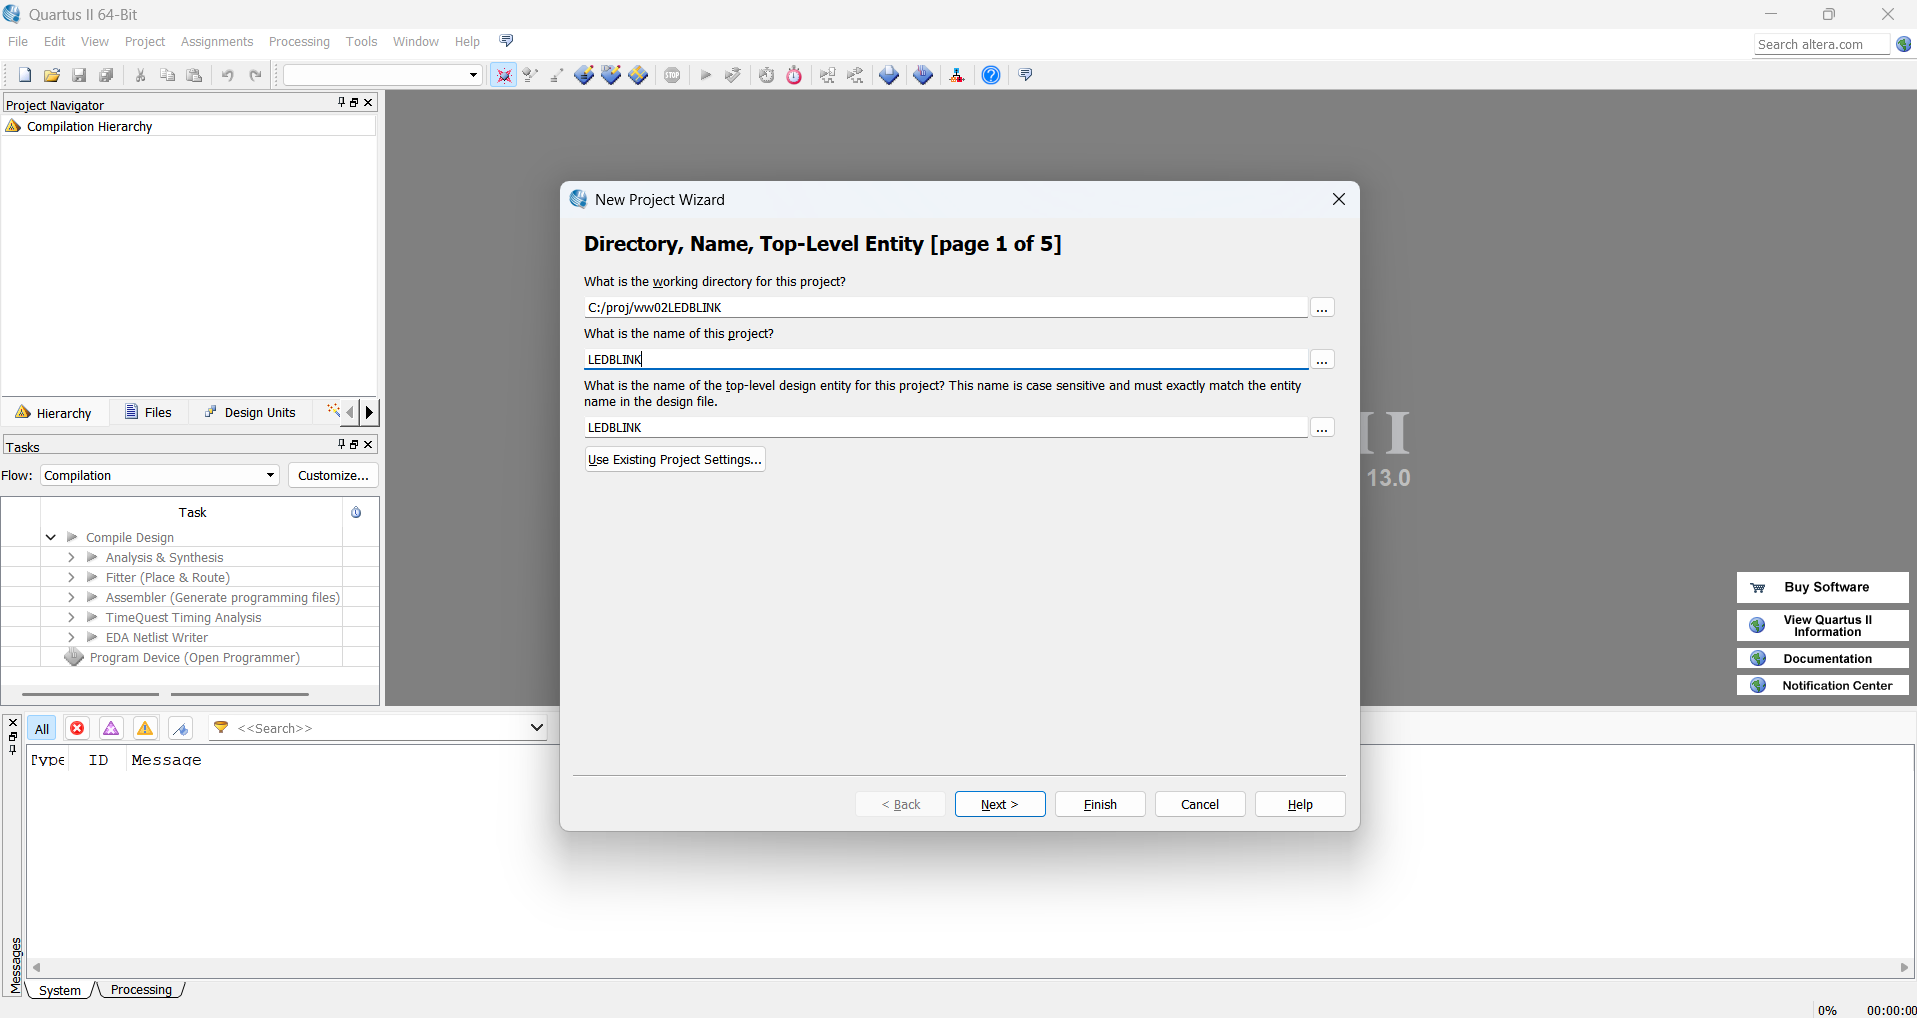 Quartus II 64-Bit
File Edit View Project Assignments Processing Tools Window Help
Search altera.com
STOP
Project Navigator
Compilation Hierarchy
Hierarchy Files Design Units
Tasks
Flow: Compilation Customize...
Task
Compile Design
Analysis & Synthesis
Fitter (Place & Route)
Assembler (Generate programming files)
TimeQuest Timing Analysis
EDA Netlist Writer
Program Device (Open Programmer)
New Project Wizard
Directory, Name, Top-Level Entity [page 1 of 5]
What is the working directory for this project?
C:/proj/ww02LEDBLINK
...
What is the name of this project?
LEDBLINK
...
What is the name of the top-level design entity for this project? This name is case sensitive and must exactly match the entity
name in the design file.
LEDBLINK
...
Use Existing Project Settings...
< Back Next > Finish Cancel Help
II
13.0
Buy Software
View Quartus II
Information
Documentation
Notification Center
All <<Search>>
Type ID Message
Messages
System Processing
0% 00:00:00